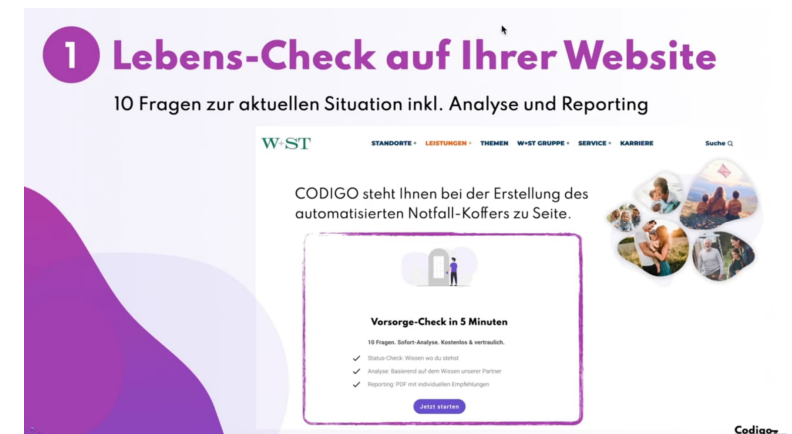 1 Lebens-Check auf Ihrer Website
10 Fragen zur aktuellen Situation inkl. Analyse und Reporting
W+ST
STANDORTE + LEISTUNGEN + THEMEN W+ST GRUPPE + SERVICE + KARRIERE Suche
CODIGO steht Ihnen bei der Erstellung des
automatisierten Notfall-Koffers zu Seite.
Vorsorge-Check in 5 Minuten
10 Fragen. Sofort-Analyse. Kostenlos & vertraulich.
Status-Check: Wissen wo du stehst
Analyse: Basierend auf dem Wissen unserer Partner
Reporting: PDF mit individuellen Empfehlungen
Jetzt starten
Codigo